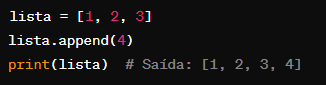 lista = [1, 2, 3]
lista.append(4)
print(lista)  # Saída: [1, 2, 3, 4]